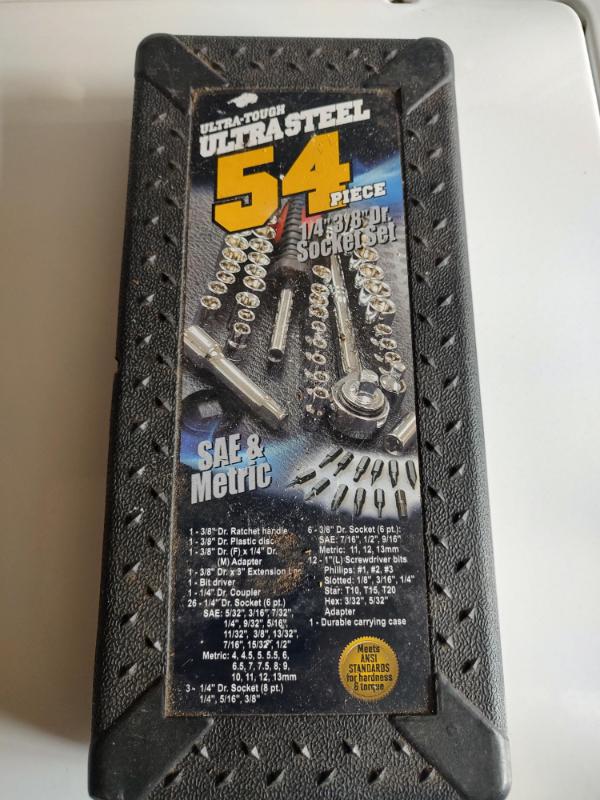 ULTRA-TOUGH
ULTRA STEEL
54
PIECE
1/4", 3/8" Dr.
Socket Set
SAE &
Metric
1 - 3/8" Dr. Ratchet handle
1 - 3/8" Dr. Plastic disc
1 - 3/8" Dr. (F) x 1/4" Dr.
(M) Adapter
1 - 3/8" Dr. x 3" Extension
1 - Bit driver
1 - 1/4" Dr. Coupler
26 - 1/4" Dr. Socket (6 pt.)
SAE: 5/32", 3/16", 7/32",
1/4", 9/32", 5/16",
11/32", 3/8", 13/32",
7/16", 15/32", 1/2"
Metric: 4, 4.5, 5, 5.5, 6,
6.5, 7, 7.5, 8, 9,
10, 11, 12, 13mm
3 - 1/4" Dr. Socket (8 pt.)
1/4", 5/16", 3/8"
6 - 3/8" Dr. Socket (6 pt.):
SAE: 7/16", 1/2", 9/16"
Metric: 11, 12, 13mm
12 - 1"(L) Screwdriver bits
Phillips: #1, #2, #3
Slotted: 1/8", 3/16", 1/4"
Star: T10, T15, T20
Hex: 3/32", 5/32"
Adapter
1 - Durable carrying case
Meets
ANSI
STANDARDS
for hardness
& torque